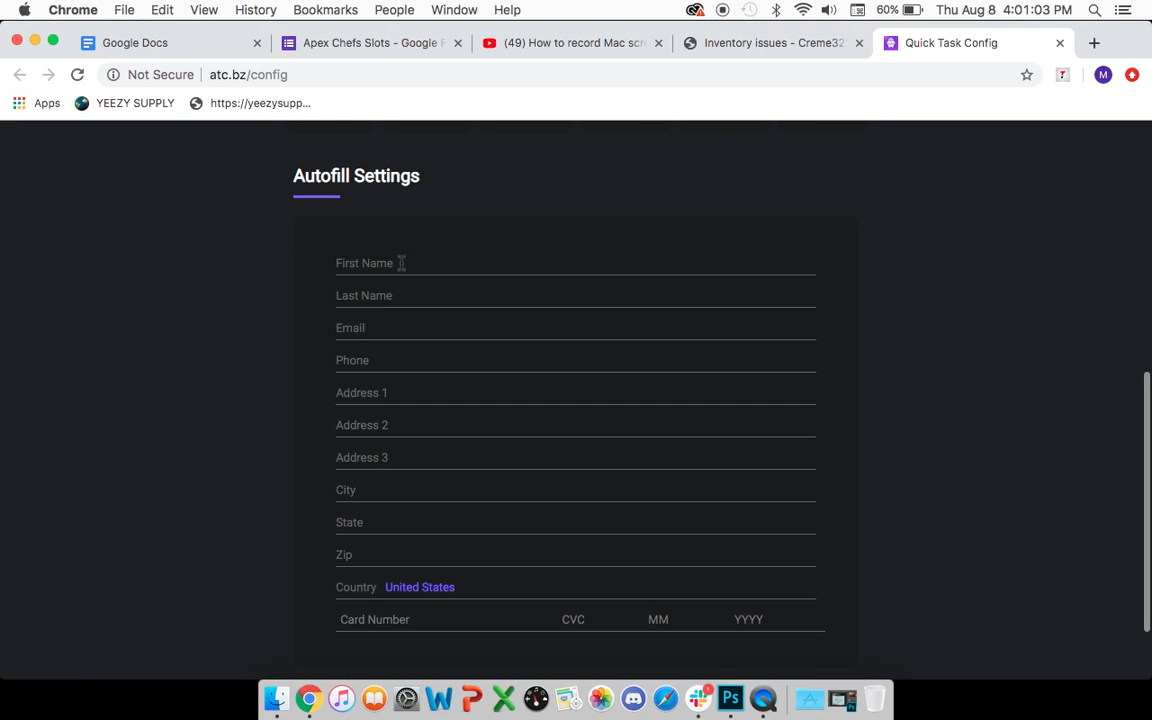 Chrome File Edit View History Bookmarks People Window Help 60% Thu Aug 8 4:01:03 PM
Google Docs Apex Chefs Slots - Google F (49) How to record Mac scre Inventory issues - Creme32 Quick Task Config
Not Secure atc.bz/config M
Apps YEEZY SUPPLY https://yeezysupp...
Autofill Settings
First Name
Last Name
Email
Phone
Address 1
Address 2
Address 3
City
State
Zip
Country United States
Card Number CVC MM YYYY